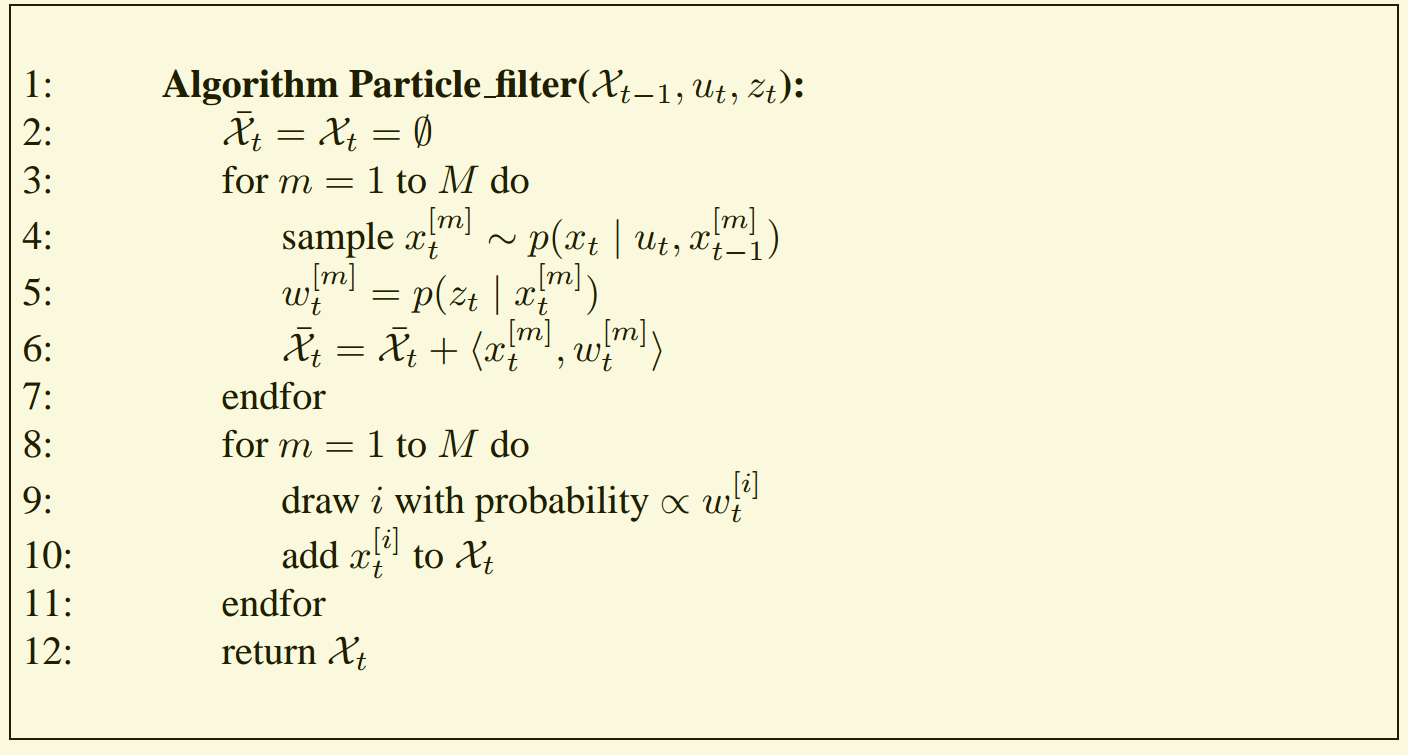 1: Algorithm Particle_filter(𝒳_{t−1}, u_t, z_t):
2: 𝒳̄_t = 𝒳_t = ∅
3: for m = 1 to M do
4: sample x_t^{[m]} ∼ p(x_t | u_t, x_{t−1}^{[m]})
5: w_t^{[m]} = p(z_t | x_t^{[m]})
6: 𝒳̄_t = 𝒳̄_t + ⟨x_t^{[m]}, w_t^{[m]}⟩
7: endfor
8: for m = 1 to M do
9: draw i with probability ∝ w_t^{[i]}
10: add x_t^{[i]} to 𝒳_t
11: endfor
12: return 𝒳_t